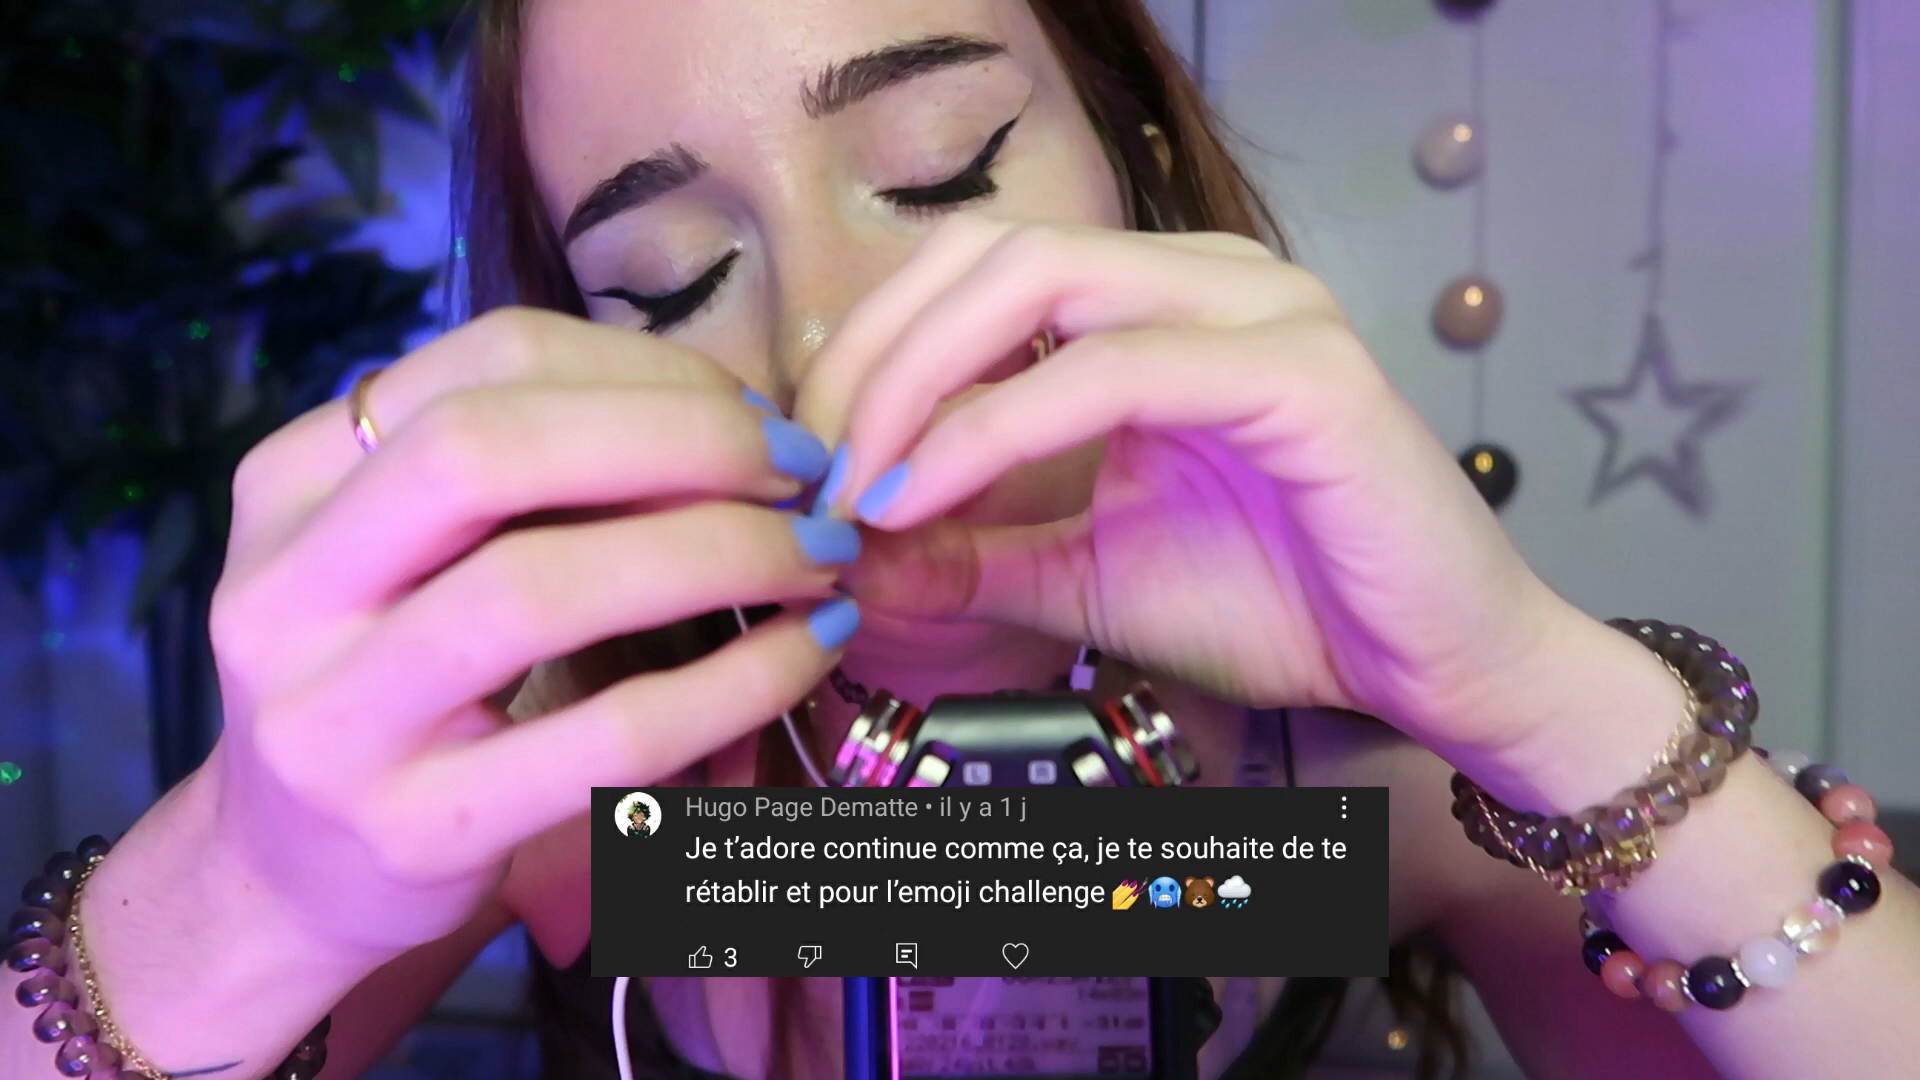 L R
Hugo Page Dematte • il y a 1 j
Je t’adore continue comme ça, je te souhaite de te
rétablir et pour l’emoji challenge 💅🥶🐻🌧️
3